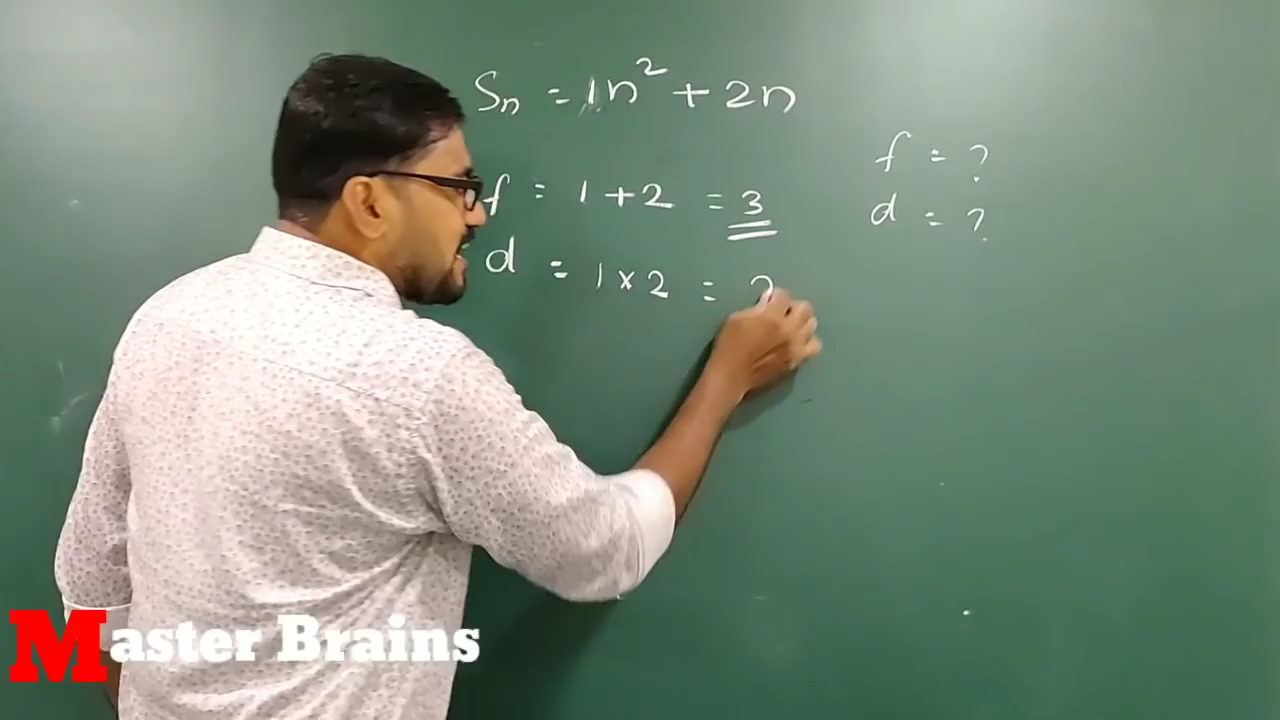 Sₙ = 1n² + 2n
f = ?
f = 1 + 2 = 3
d = ?
d = 1 × 2 = 2
Master Brains